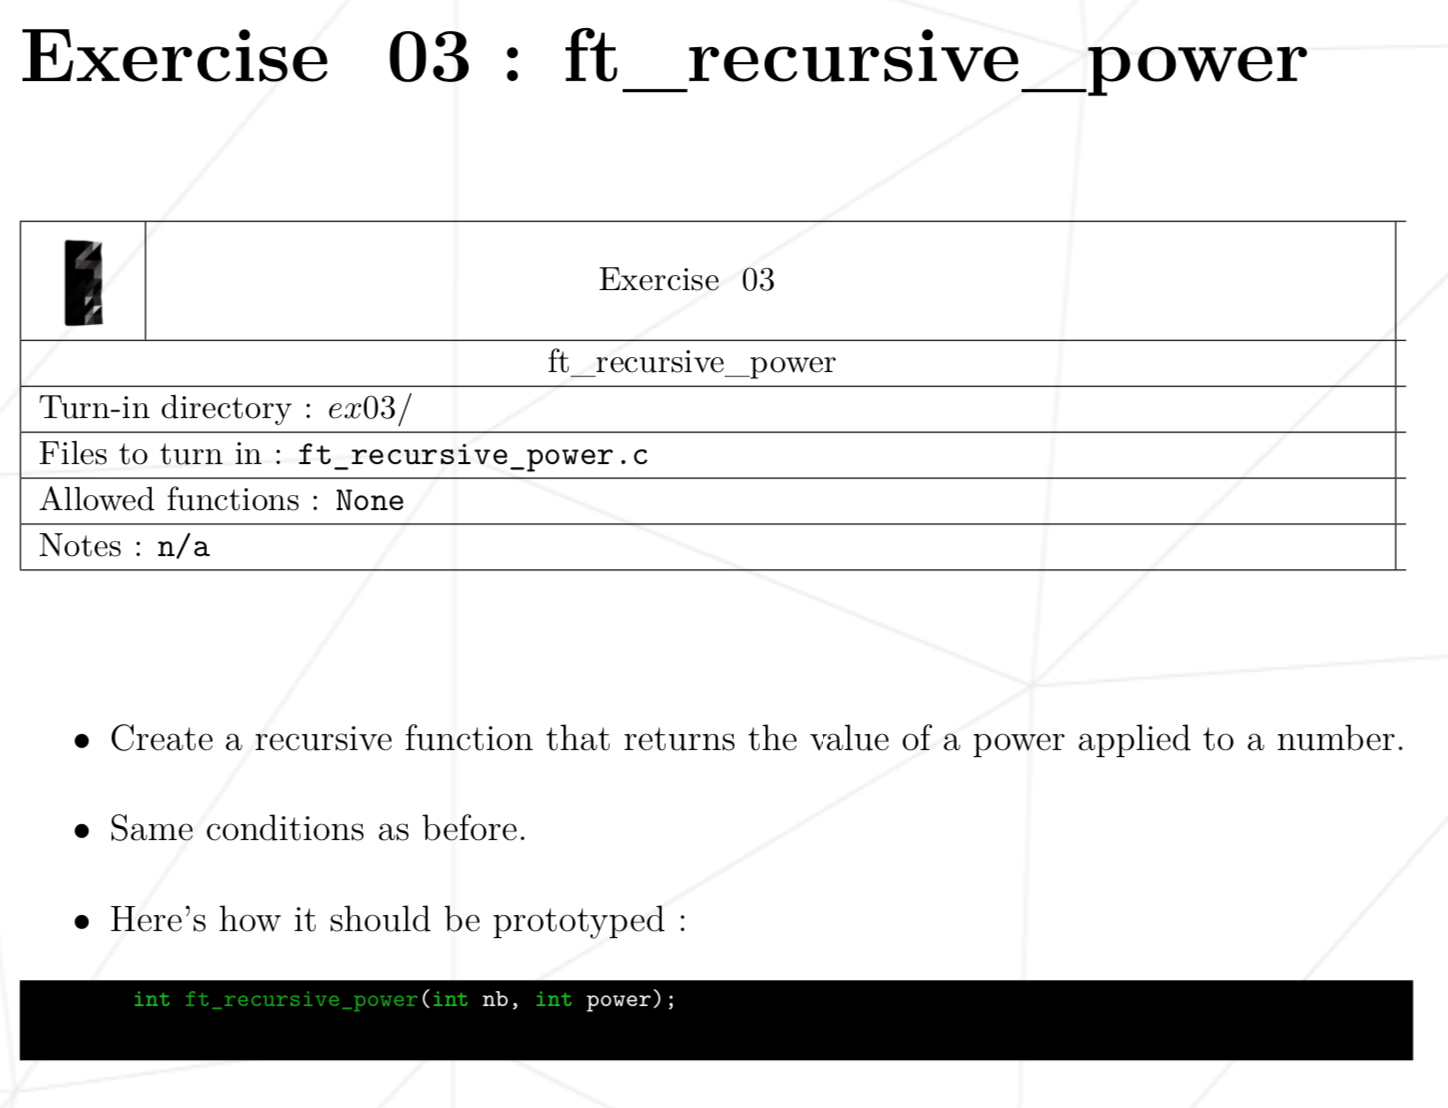 Exercise 03 : ft_recursive_power
Exercise 03
ft_recursive_power
Turn-in directory : ex03/
Files to turn in : ft_recursive_power.c
Allowed functions : None
Notes : n/a
• Create a recursive function that returns the value of a power applied to a number.
• Same conditions as before.
• Here's how it should be prototyped :
int ft_recursive_power(int nb, int power);